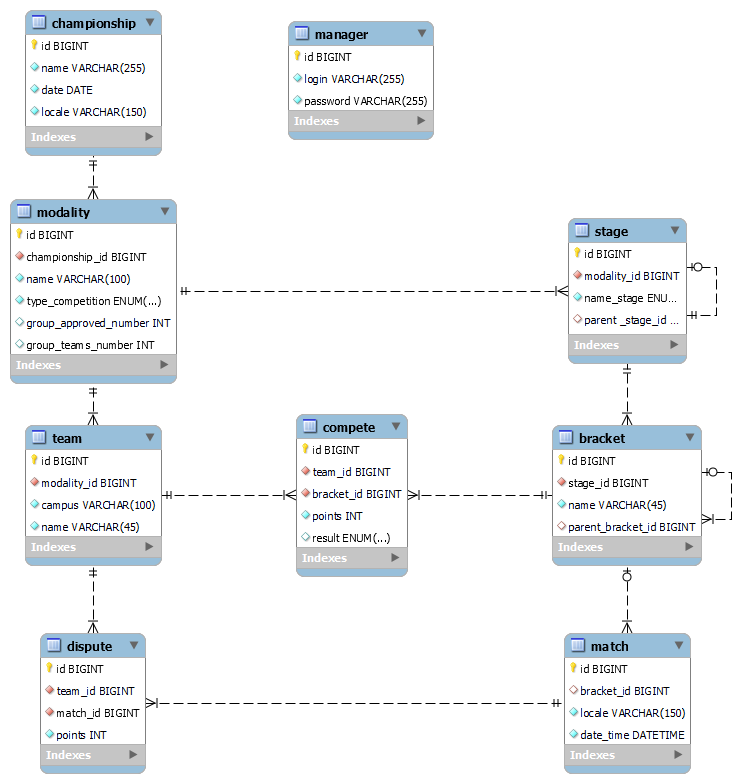 championship
id BIGINT
name VARCHAR(255)
date DATE
locale VARCHAR(150)
Indexes
manager
id BIGINT
login VARCHAR(255)
password VARCHAR(255)
Indexes
modality
id BIGINT
championship_id BIGINT
name VARCHAR(100)
type_competition ENUM(...)
group_approved_number INT
group_teams_number INT
Indexes
stage
id BIGINT
modality_id BIGINT
name_stage ENU...
parent _stage_id ...
Indexes
team
id BIGINT
modality_id BIGINT
campus VARCHAR(100)
name VARCHAR(45)
Indexes
compete
id BIGINT
team_id BIGINT
bracket_id BIGINT
points INT
result ENUM(...)
Indexes
bracket
id BIGINT
stage_id BIGINT
name VARCHAR(45)
parent_bracket_id BIGINT
Indexes
dispute
id BIGINT
team_id BIGINT
match_id BIGINT
points INT
Indexes
match
id BIGINT
bracket_id BIGINT
locale VARCHAR(150)
date_time DATETIME
Indexes